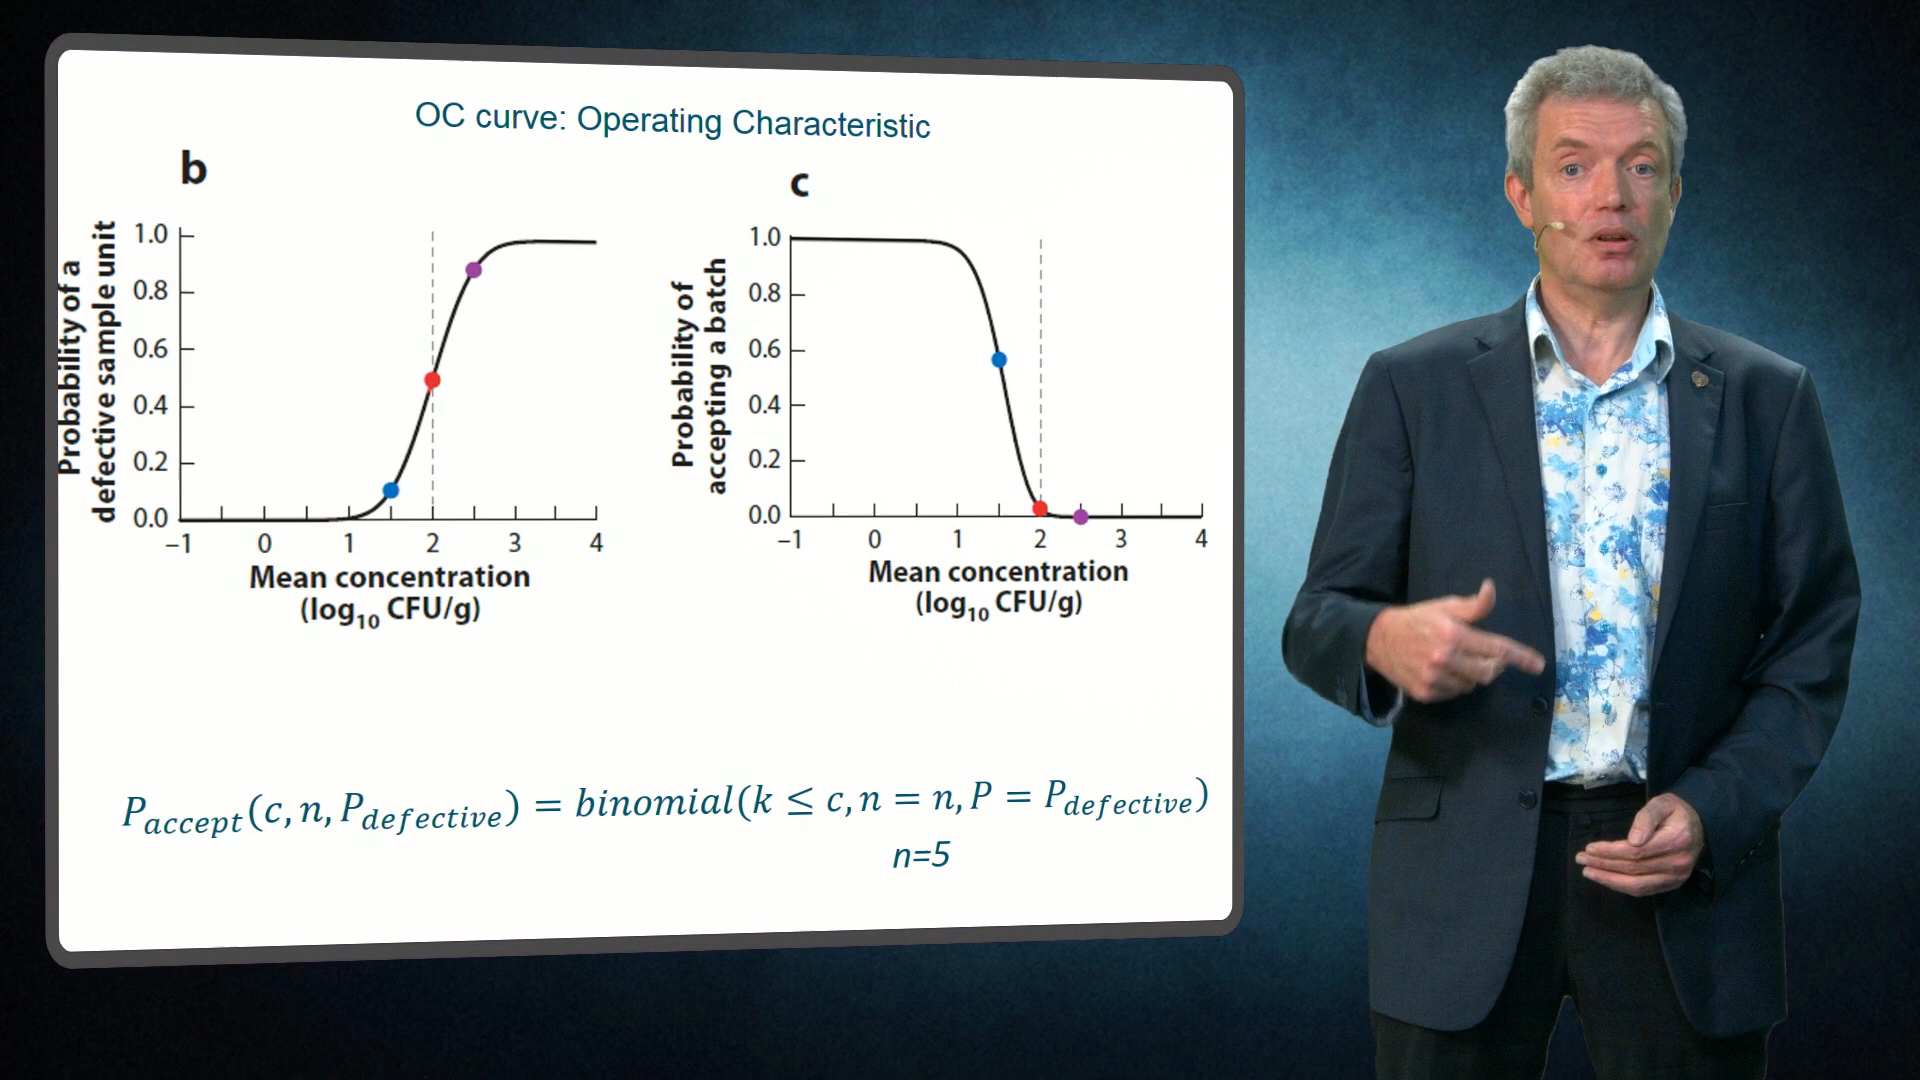 OC curve: Operating Characteristic
b
Probability of a
defective sample unit
1.0
0.8
0.6
0.4
0.2
0.0
–1 0 1 2 3 4
Mean concentration
(log₁₀ CFU/g)
c
Probability of
accepting a batch
1.0
0.8
0.6
0.4
0.2
0.0
–1 0 1 2 3 4
Mean concentration
(log₁₀ CFU/g)
P_accept(c, n, P_defective) = binomial(k ≤ c, n = n, P = P_defective)
n=5